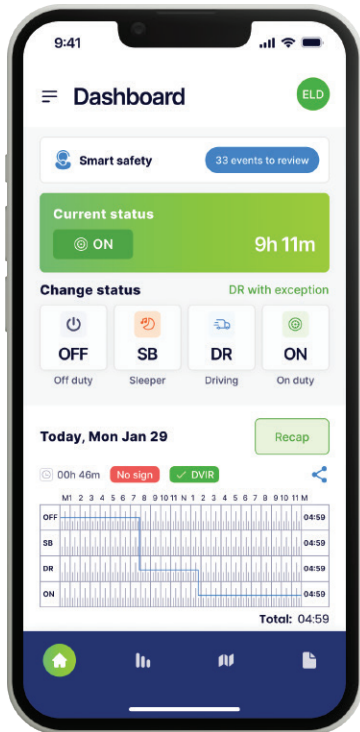 9:41
Dashboard
ELD
Smart safety
33 events to review
Current status
ON
9h 11m
Change status
DR with exception
OFF SB DR ON
Off duty Sleeper Driving On duty
Today, Mon Jan 29
Recap
00h 46m No sign DVIR
M1 2 3 4 5 6 7 8 9 10 11 N 1 2 3 4 5 6 7 8 9 10 11 M
OFF 04:59
SB 04:59
DR 04:59
ON 04:59
Total: 04:59